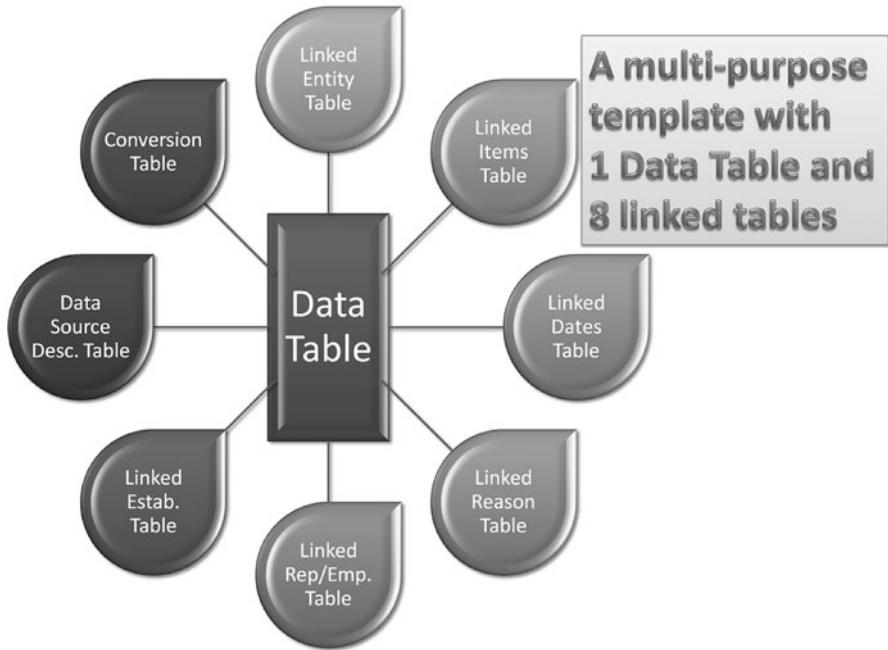 Linked
Entity
Table
A multi-purpose
template with
1 Data Table and
8 linked tables
Conversion
Table
Linked
Items
Table
Data
Table
Data
Source
Desc. Table
Linked
Dates
Table
Linked
Estab.
Table
Linked
Reason
Table
Linked
Rep/Emp.
Table